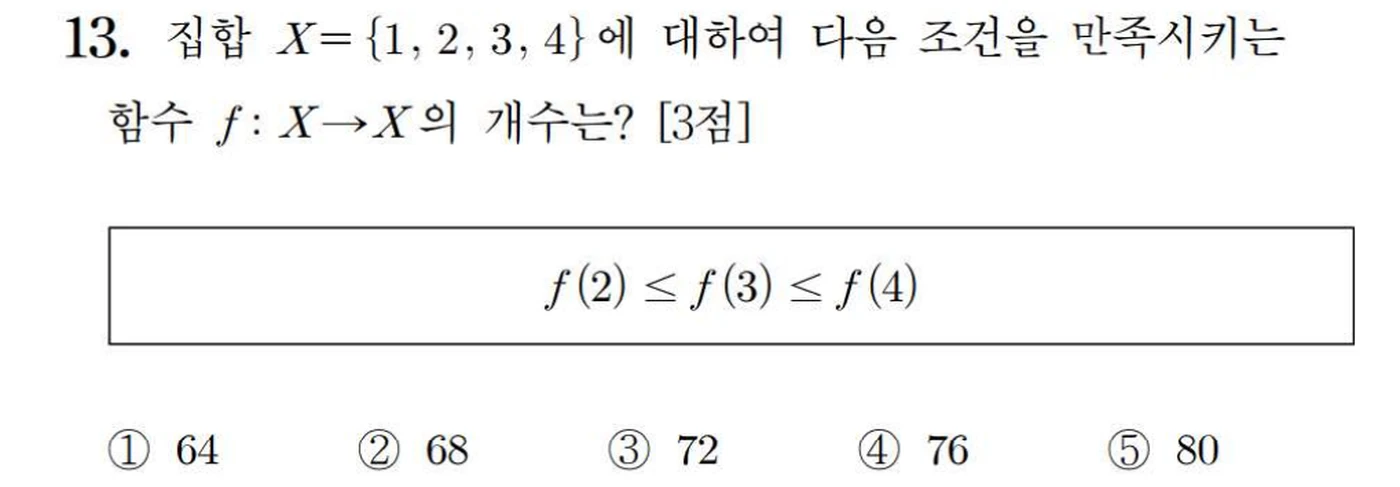 13. 집합 X={1, 2, 3, 4}에 대하여 다음 조건을 만족시키는
함수 f : X→X의 개수는? [3점]
f(2) ≤ f(3) ≤ f(4)
① 64 ② 68 ③ 72 ④ 76 ⑤ 80